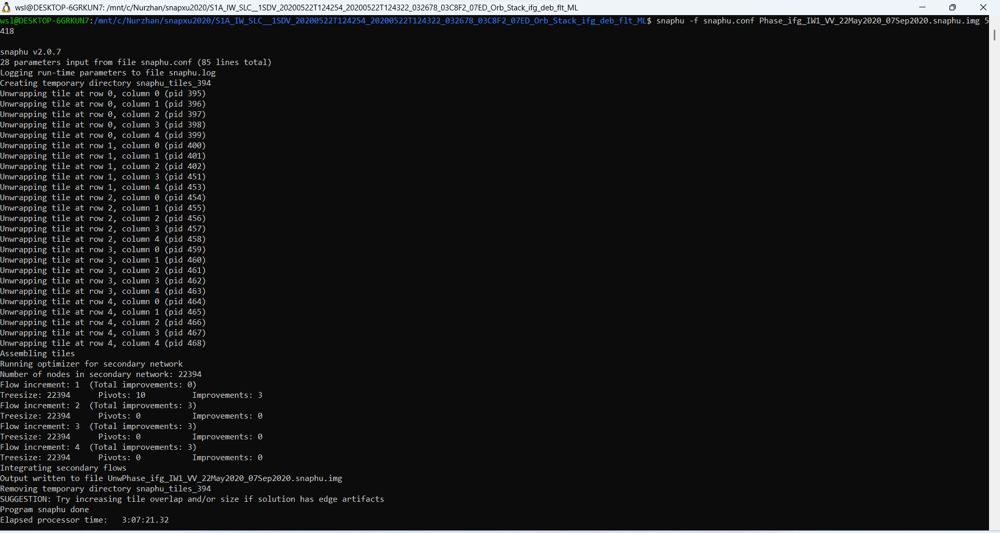 wsl@DESKTOP-6GRKUN7: /mnt/c/Nurzhan/snapxu2020/S1A_IW_SLC__1SDV_20200522T124254_20200522T124322_032678_03C8F2_07ED_Orb_Stack_ifg_deb_flt_ML
wsl@DESKTOP-6GRKUN7:/mnt/c/Nurzhan/snapxu2020/S1A_IW_SLC__1SDV_20200522T124254_20200522T124322_032678_03C8F2_07ED_Orb_Stack_ifg_deb_flt_ML$ snaphu -f snaphu.conf Phase_ifg_IW1_VV_22May2020_07Sep2020.snaphu.img 5
418
snaphu v2.0.7
28 parameters input from file snaphu.conf (85 lines total)
Logging run-time parameters to file snaphu.log
Creating temporary directory snaphu_tiles_394
Unwrapping tile at row 0, column 0 (pid 395)
Unwrapping tile at row 0, column 1 (pid 396)
Unwrapping tile at row 0, column 2 (pid 397)
Unwrapping tile at row 0, column 3 (pid 398)
Unwrapping tile at row 0, column 4 (pid 399)
Unwrapping tile at row 1, column 0 (pid 400)
Unwrapping tile at row 1, column 1 (pid 401)
Unwrapping tile at row 1, column 2 (pid 402)
Unwrapping tile at row 1, column 3 (pid 451)
Unwrapping tile at row 1, column 4 (pid 453)
Unwrapping tile at row 2, column 0 (pid 454)
Unwrapping tile at row 2, column 1 (pid 455)
Unwrapping tile at row 2, column 2 (pid 456)
Unwrapping tile at row 2, column 3 (pid 457)
Unwrapping tile at row 2, column 4 (pid 458)
Unwrapping tile at row 3, column 0 (pid 459)
Unwrapping tile at row 3, column 1 (pid 460)
Unwrapping tile at row 3, column 2 (pid 461)
Unwrapping tile at row 3, column 3 (pid 462)
Unwrapping tile at row 3, column 4 (pid 463)
Unwrapping tile at row 4, column 0 (pid 464)
Unwrapping tile at row 4, column 1 (pid 465)
Unwrapping tile at row 4, column 2 (pid 466)
Unwrapping tile at row 4, column 3 (pid 467)
Unwrapping tile at row 4, column 4 (pid 468)
Assembling tiles
Running optimizer for secondary network
Number of nodes in secondary network: 22394
Flow increment: 1  (Total improvements: 0)
Treesize: 22394      Pivots: 10          Improvements: 3
Flow increment: 2  (Total improvements: 3)
Treesize: 22394      Pivots: 0           Improvements: 0
Flow increment: 3  (Total improvements: 3)
Treesize: 22394      Pivots: 0           Improvements: 0
Flow increment: 4  (Total improvements: 3)
Treesize: 22394      Pivots: 0           Improvements: 0
Integrating secondary flows
Output written to file UnwPhase_ifg_IW1_VV_22May2020_07Sep2020.snaphu.img
Removing temporary directory snaphu_tiles_394
SUGGESTION: Try increasing tile overlap and/or size if solution has edge artifacts
Program snaphu done
Elapsed processor time:   3:07:21.32